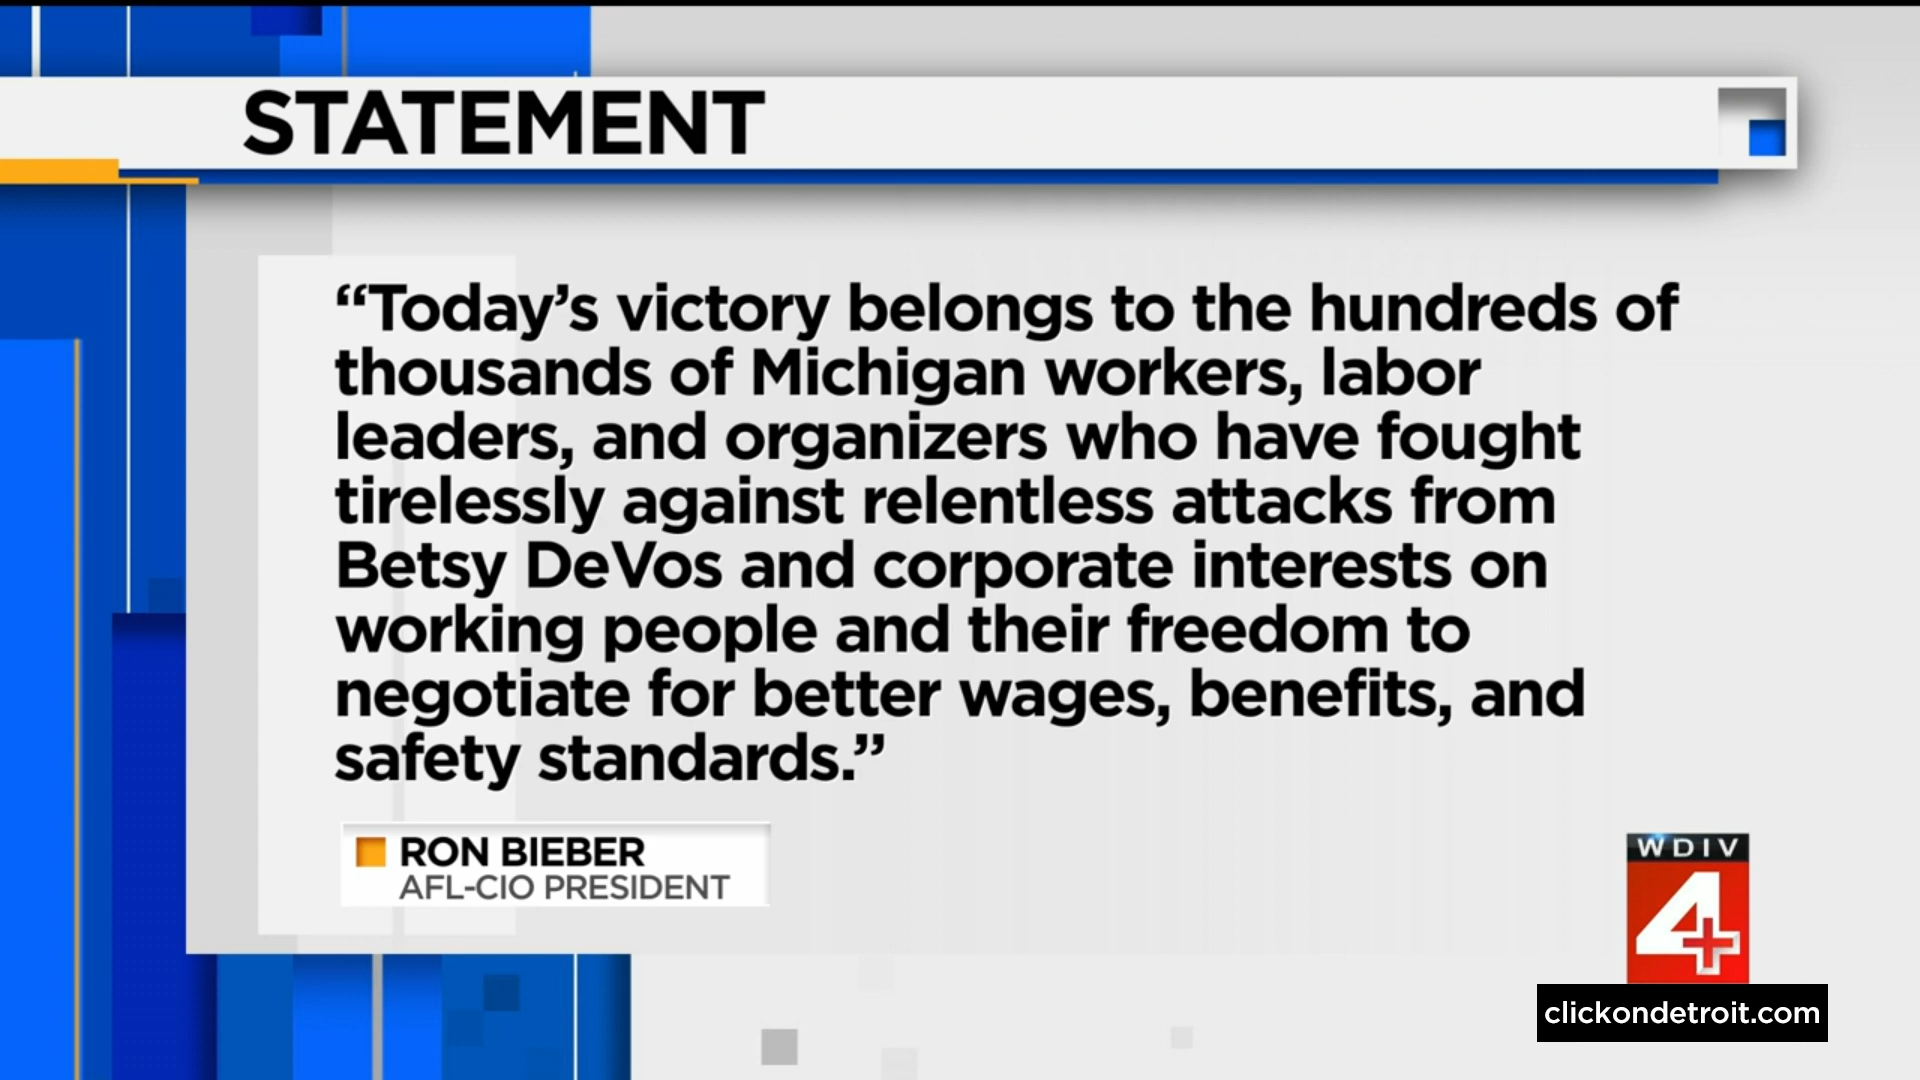 STATEMENT
“Today’s victory belongs to the hundreds of
thousands of Michigan workers, labor
leaders, and organizers who have fought
tirelessly against relentless attacks from
Betsy DeVos and corporate interests on
working people and their freedom to
negotiate for better wages, benefits, and
safety standards.”
RON BIEBER
AFL-CIO PRESIDENT
WDIV
4+
clickondetroit.com